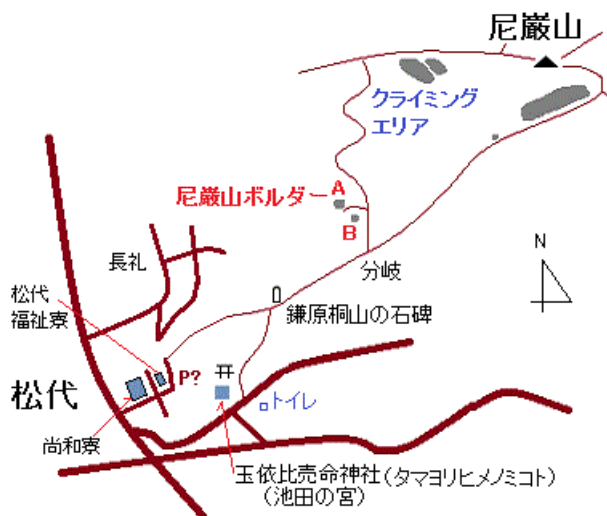 尼巌山
クライミング
エリア
尼巌山ボルダー
A
B
N
長礼
分岐
松代
福祉寮
鎌原桐山の石碑
P?
松代
トイレ
尚和寮
玉依比売命神社(タマヨリヒメノミコト)
(池田の宮)